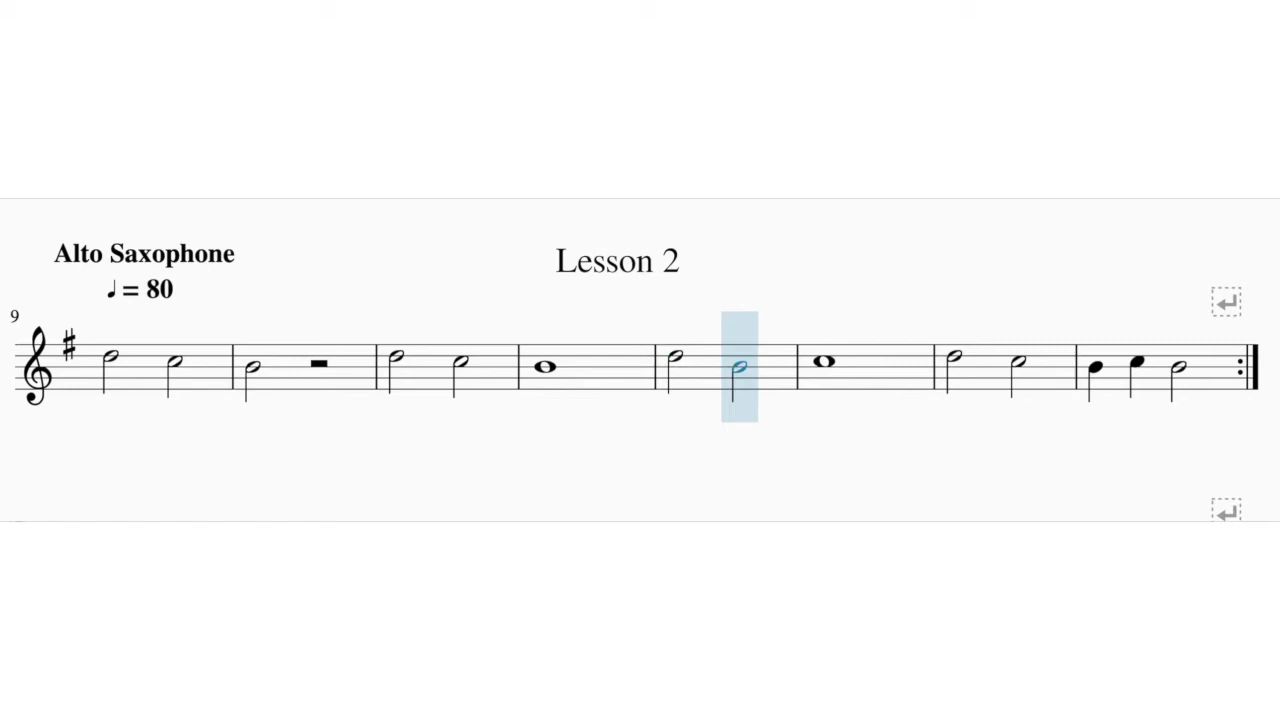 Alto Saxophone
Lesson 2
♩ = 80
9